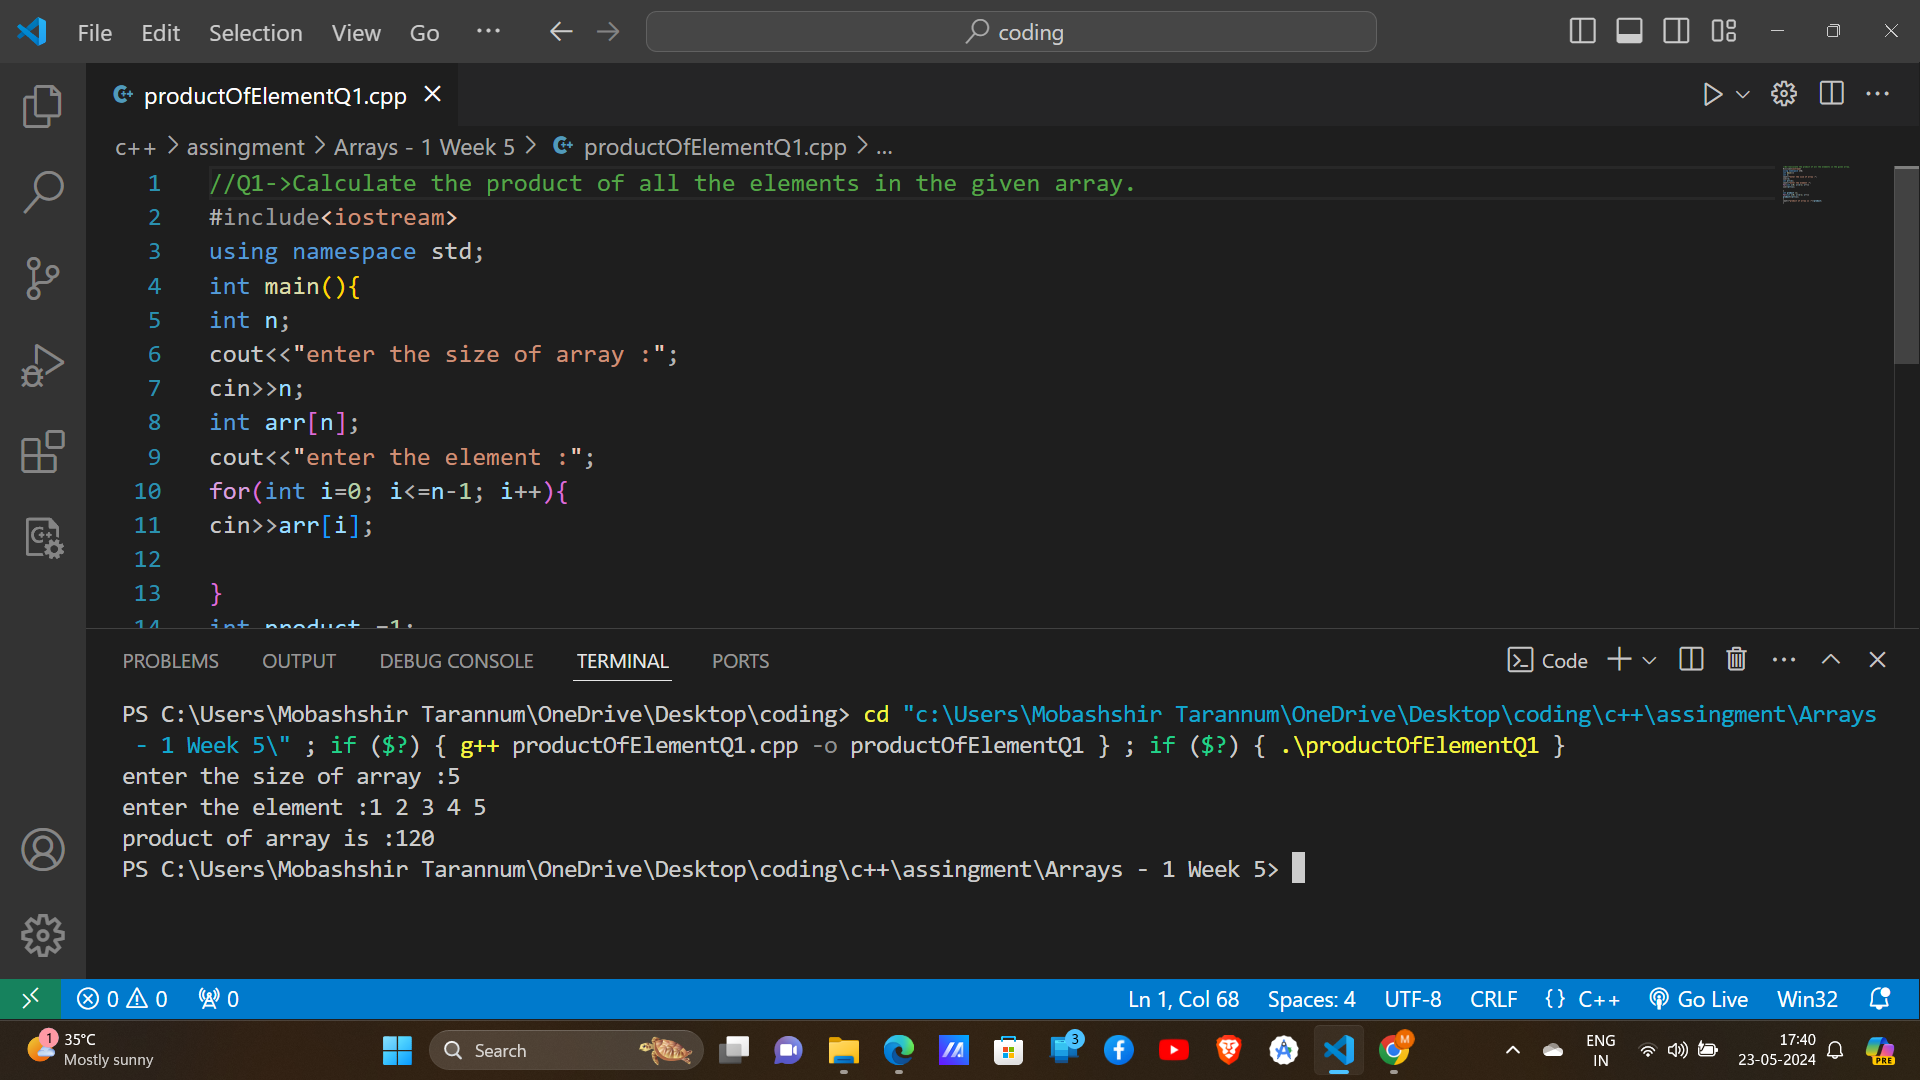 File Edit Selection View Go ...
coding
productOfElementQ1.cpp
c++ > assingment > Arrays - 1 Week 5 > productOfElementQ1.cpp > ...
1 //Q1->Calculate the product of all the elements in the given array.
2 #include<iostream>
3 using namespace std;
4 int main(){
5 int n;
6 cout<<"enter the size of array :";
7 cin>>n;
8 int arr[n];
9 cout<<"enter the element :";
10 for(int i=0; i<=n-1; i++){
11 cin>>arr[i];
12
13 }
14 int product =1;
PROBLEMS OUTPUT DEBUG CONSOLE TERMINAL PORTS
Code
PS C:\Users\Mobashshir Tarannum\OneDrive\Desktop\coding> cd "c:\Users\Mobashshir Tarannum\OneDrive\Desktop\coding\c++\assingment\Arrays
- 1 Week 5\" ; if ($?) { g++ productOfElementQ1.cpp -o productOfElementQ1 } ; if ($?) { .\productOfElementQ1 }
enter the size of array :5
enter the element :1 2 3 4 5
product of array is :120
PS C:\Users\Mobashshir Tarannum\OneDrive\Desktop\coding\c++\assingment\Arrays - 1 Week 5>
0 0 0
Ln 1, Col 68 Spaces: 4 UTF-8 CRLF {} C++ Go Live Win32
1
35°C
Mostly sunny
Search
3
M
ENG
IN
17:40
23-05-2024
PRE